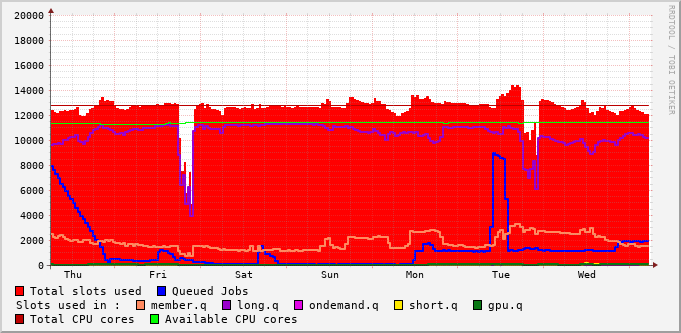 20000
18000
16000
14000
12000
10000
8000
6000
4000
2000
0
Thu Fri Sat Sun Mon Tue Wed
RRDTOOL / TOBI OETIKER
Total slots used Queued Jobs
Slots used in : member.q long.q ondemand.q short.q gpu.q
Total CPU cores Available CPU cores